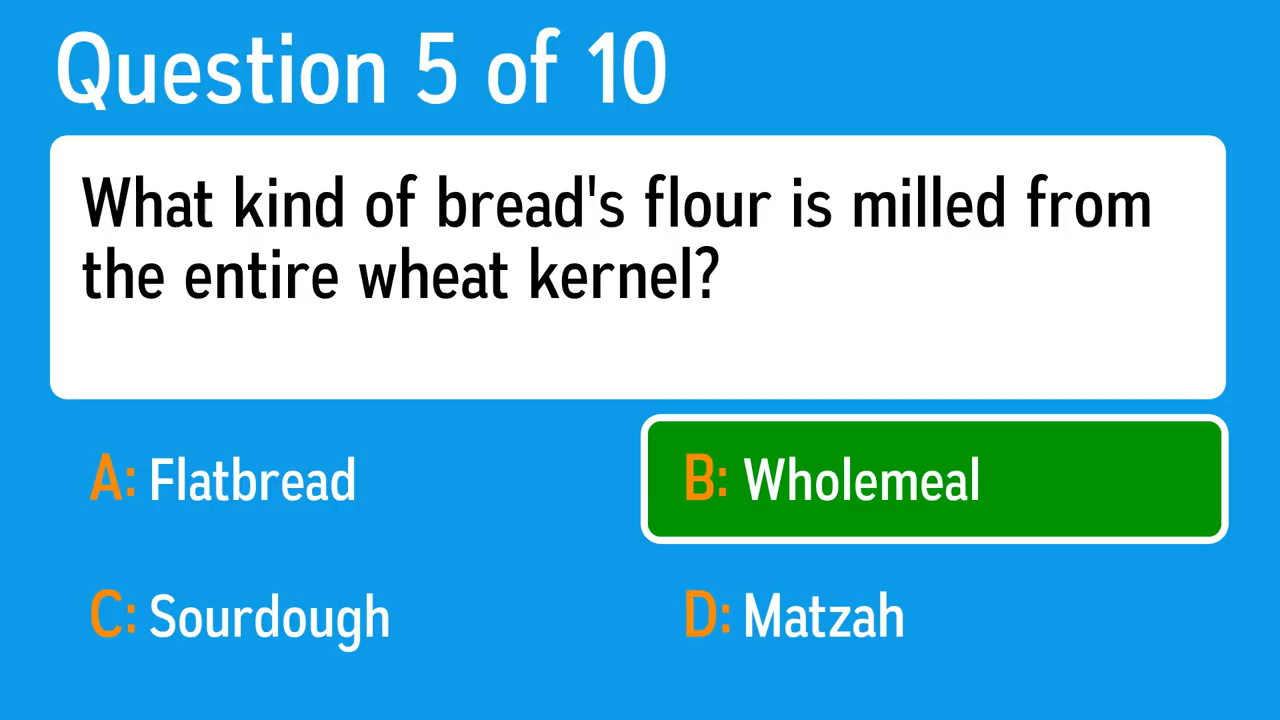 Question 5 of 10
What kind of bread's flour is milled from
the entire wheat kernel?
A: Flatbread
B: Wholemeal
C: Sourdough
D: Matzah